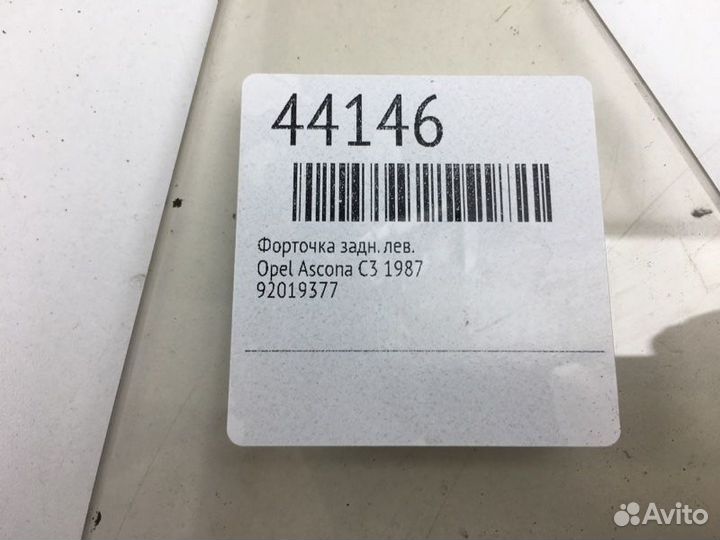 44146
Форточка задн. лев.
Opel Ascona C3 1987
92019377
Avito